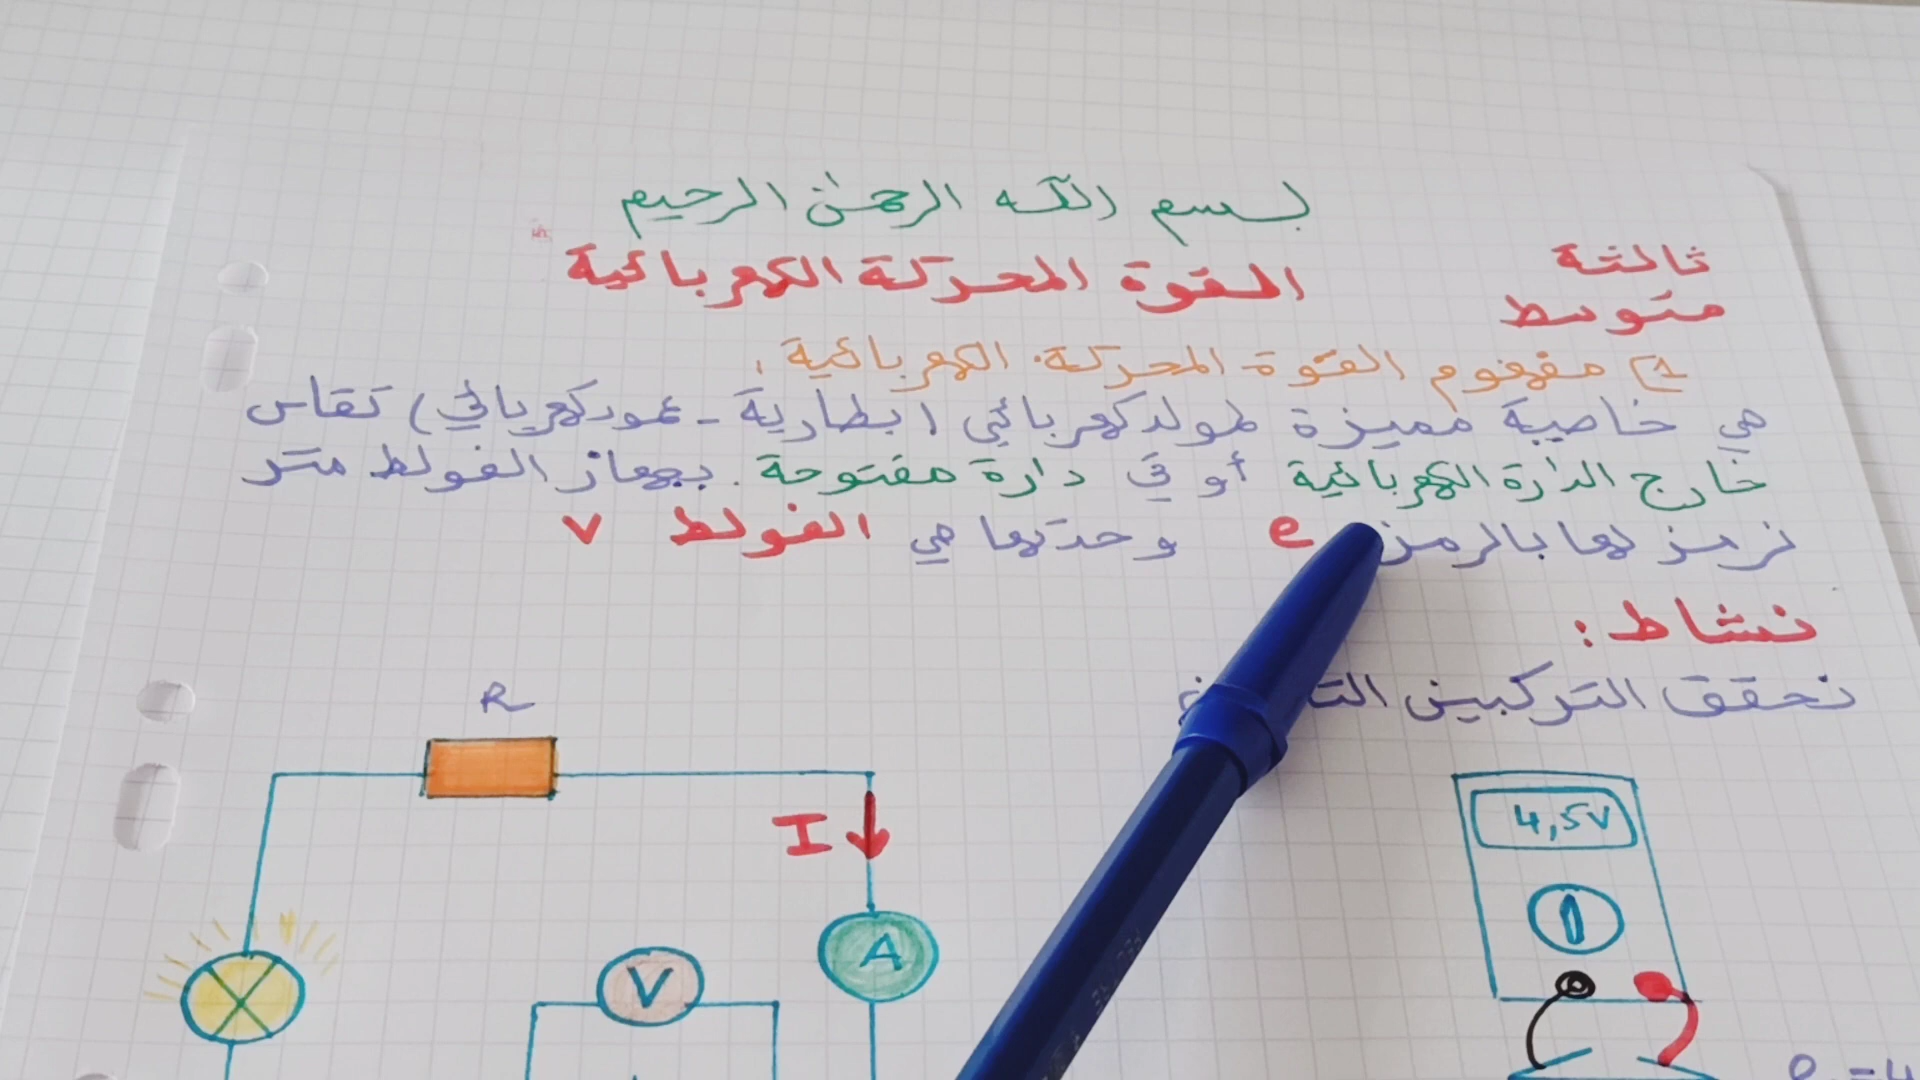 بسم الله الرحمٰن الرحيم
ثالثة
متوسط
القوة المحركة الكهربائية
1) مفهوم القوة المحركة الكهربائية.
هي خاصية مميزة لمولد كهربائي (بطارية - عمود كهربائي) تقاس
خارج الدارة الكهربائية أو في دارة مفتوحة. بجهاز الفولط متر
نرمز لها بالرمز e وحدتها هي الفولط V
نشاط :
نحقق التركيبين
R
I
A
V
4,5V